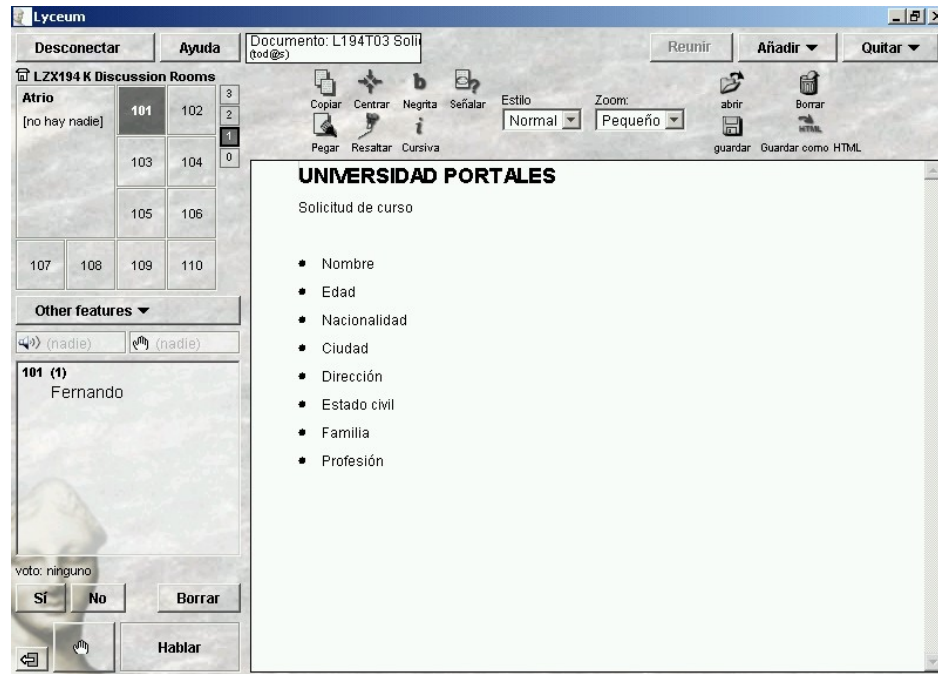 Lyceum
Desconectar
Ayuda
Documento: L194T03 Soli
(tod@s)
Reunir
Añadir
Quitar
LZX194 K Discussion Rooms
Atrio
[no hay nadie]
101
102
103
104
105
106
107
108
109
110
3
2
1
0
Copiar
Centrar
Negrita
Señalar
Estilo
Normal
Zoom:
Pequeño
abrir
Borrar
HTML
Pegar
Resaltar
Cursiva
guardar
Guardar como HTML
Other features
(nadie)
(nadie)
101 (1)
Fernando
voto: ninguno
Sí
No
Borrar
Hablar
UNIVERSIDAD PORTALES
Solicitud de curso
Nombre
Edad
Nacionalidad
Ciudad
Dirección
Estado civil
Familia
Profesión